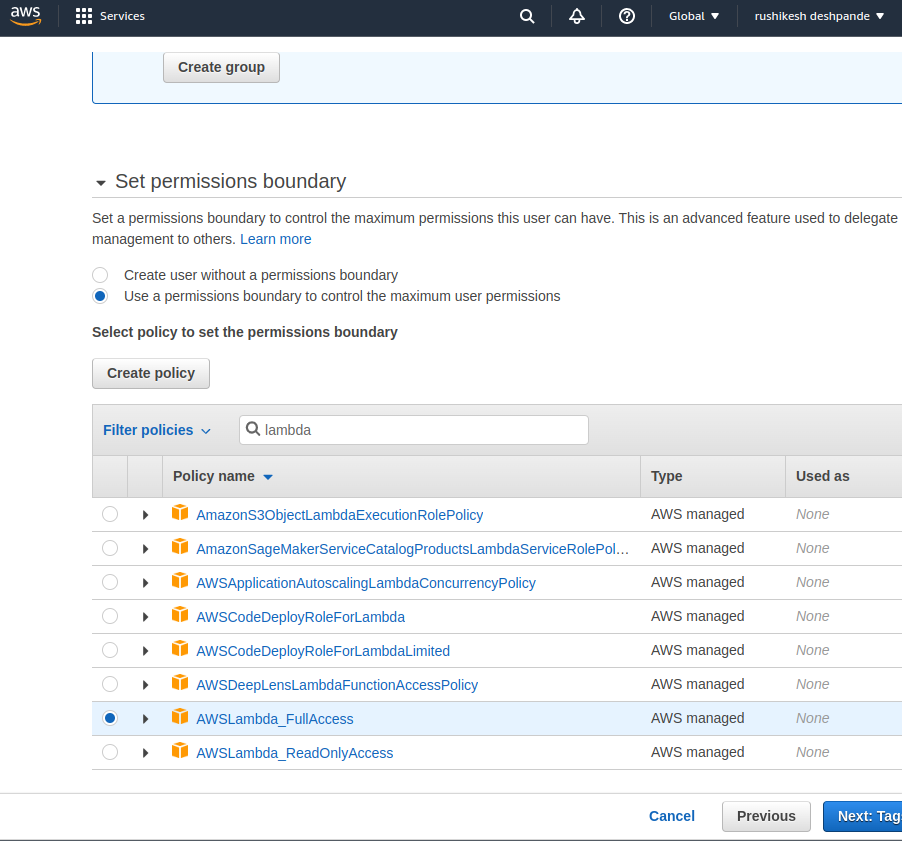 aws Services Global rushikesh deshpande
Create group
Set permissions boundary
Set a permissions boundary to control the maximum permissions this user can have. This is an advanced feature used to delegate
management to others. Learn more
Create user without a permissions boundary
Use a permissions boundary to control the maximum user permissions
Select policy to set the permissions boundary
Create policy
Filter policies lambda
Policy name Type Used as
AmazonS3ObjectLambdaExecutionRolePolicy AWS managed None
AmazonSageMakerServiceCatalogProductsLambdaServiceRolePol... AWS managed None
AWSApplicationAutoscalingLambdaConcurrencyPolicy AWS managed None
AWSCodeDeployRoleForLambda AWS managed None
AWSCodeDeployRoleForLambdaLimited AWS managed None
AWSDeepLensLambdaFunctionAccessPolicy AWS managed None
AWSLambda_FullAccess AWS managed None
AWSLambda_ReadOnlyAccess AWS managed None
Cancel Previous Next: Tag